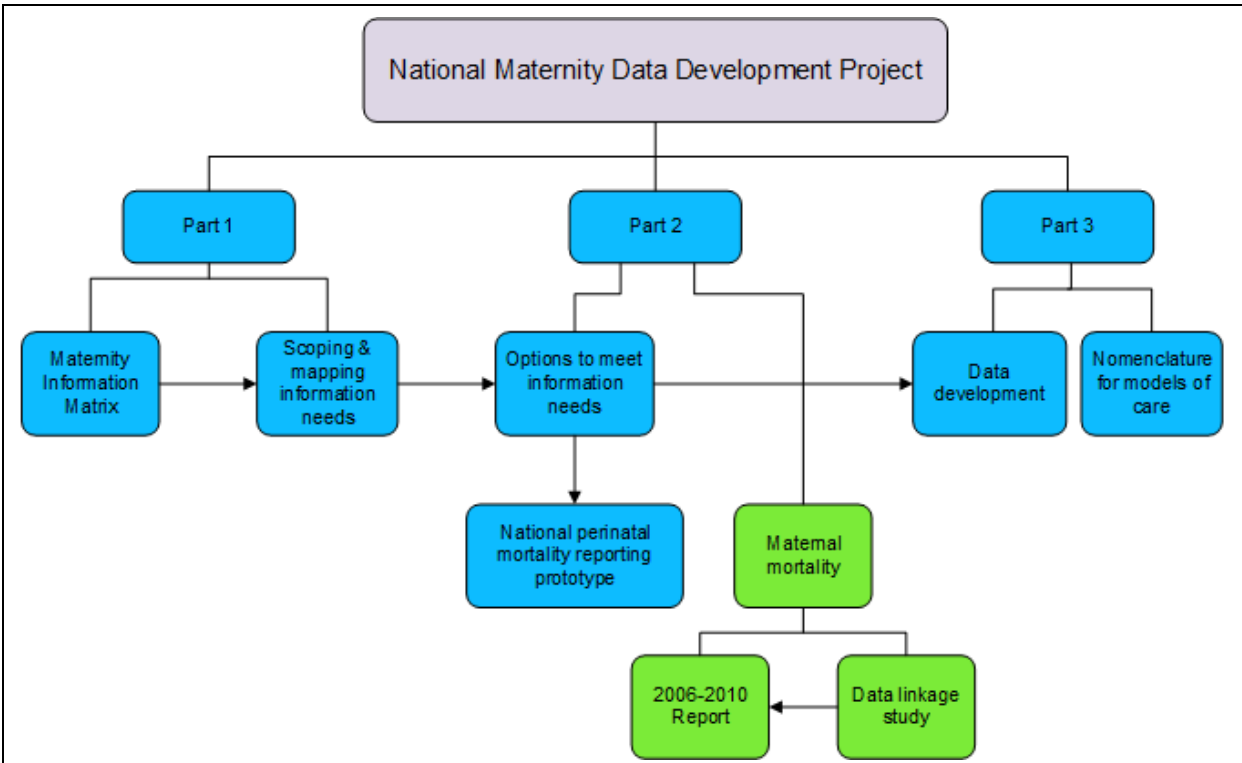 National Maternity Data Development Project
Part 1
Part 2
Part 3
Maternity
Information
Matrix
Scoping &
mapping
information
needs
Options to meet
information
needs
Data
development
Nomenclature
for models of
care
National perinatal
mortality reporting
prototype
Maternal
mortality
2006-2010
Report
Data linkage
study